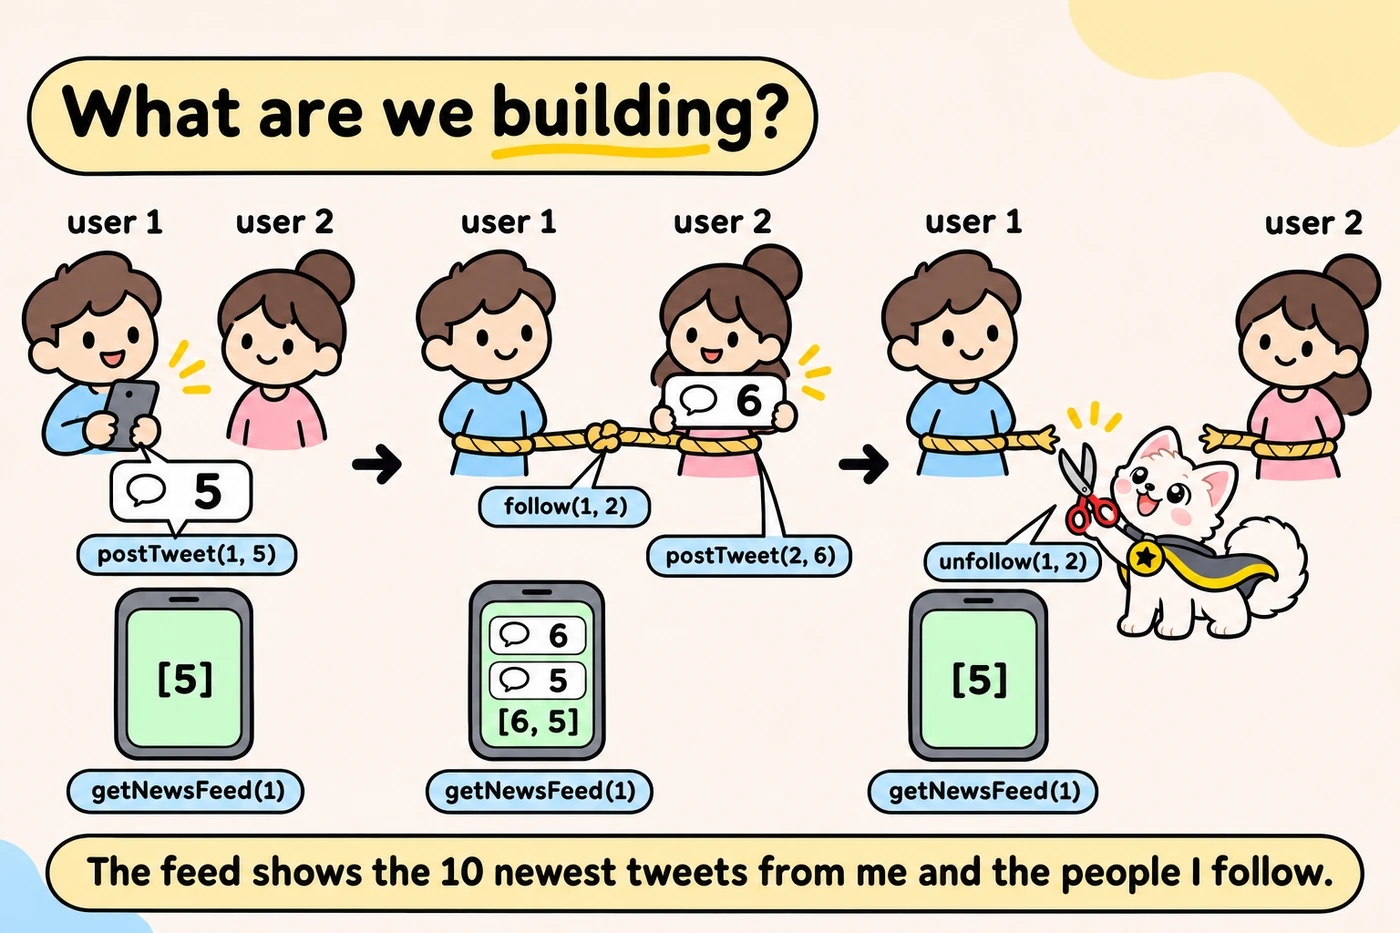 What are we building?
user 1
user 2
user 1
user 2
user 1
user 2
5
6
postTweet(1, 5)
follow(1, 2)
postTweet(2, 6)
unfollow(1, 2)
[5]
6
5
[6, 5]
[5]
getNewsFeed(1)
getNewsFeed(1)
getNewsFeed(1)
The feed shows the 10 newest tweets from me and the people I follow.